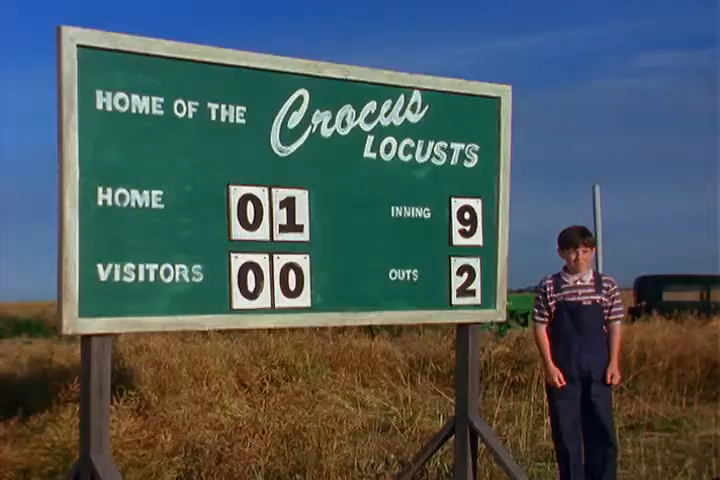 HOME OF THE Crocus
LOCUSTS
HOME 01 INNING 9
VISITORS 00 OUTS 2